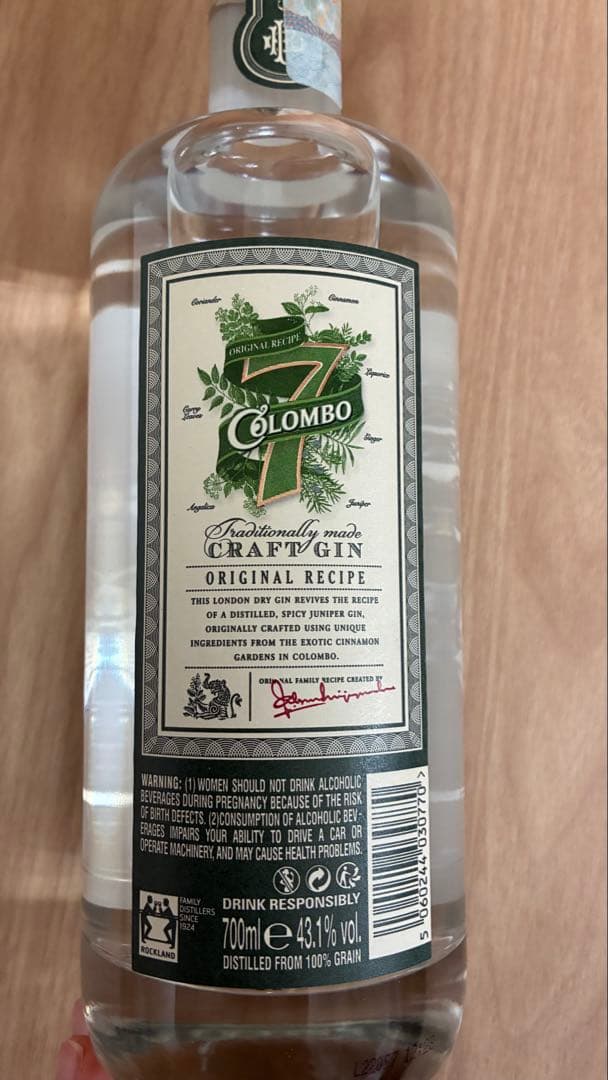 Coriander
Cinnamon
ORIGINAL RECIPE
7
Liquorice
Curry
Leaves
COLOMBO
Ginger
Angelica
Juniper
Traditionally made
CRAFT GIN
ORIGINAL RECIPE
THIS LONDON DRY GIN REVIVES THE RECIPE
OF A DISTILLED, SPICY JUNIPER GIN,
ORIGINALLY CRAFTED USING UNIQUE
INGREDIENTS FROM THE EXOTIC CINNAMON
GARDENS IN COLOMBO.
ORIGINAL FAMILY RECIPE CREATED BY
WARNING: (1) WOMEN SHOULD NOT DRINK ALCOHOLIC
BEVERAGES DURING PREGNANCY BECAUSE OF THE RISK
OF BIRTH DEFECTS. (2)CONSUMPTION OF ALCOHOLIC BEV-
ERAGES IMPAIRS YOUR ABILITY TO DRIVE A CAR OR
OPERATE MACHINERY, AND MAY CAUSE HEALTH PROBLEMS.
DRINK RESPONSIBLY
FAMILY
DISTILLERS
SINCE
1924
ROCKLAND
700ml e 43.1% vol.
DISTILLED FROM 100% GRAIN
5 060244 030770 >